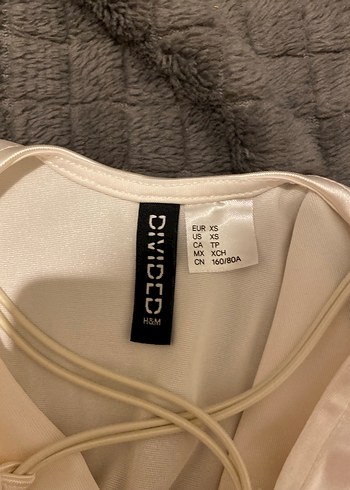 DIVIDED
H&M
EUR XS
US XS
CA TP
MX XCH
CN 160/80A